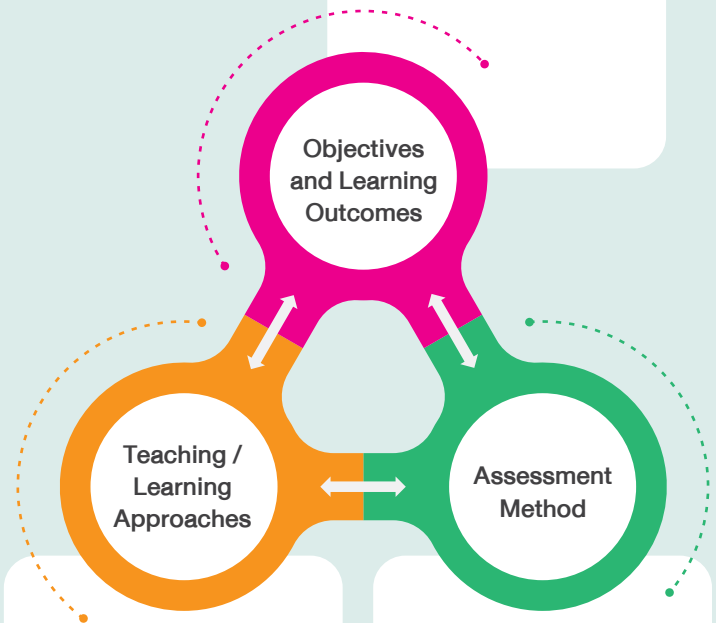 Objectives
and Learning
Outcomes
Teaching /
Learning
Approaches
Assessment
Method